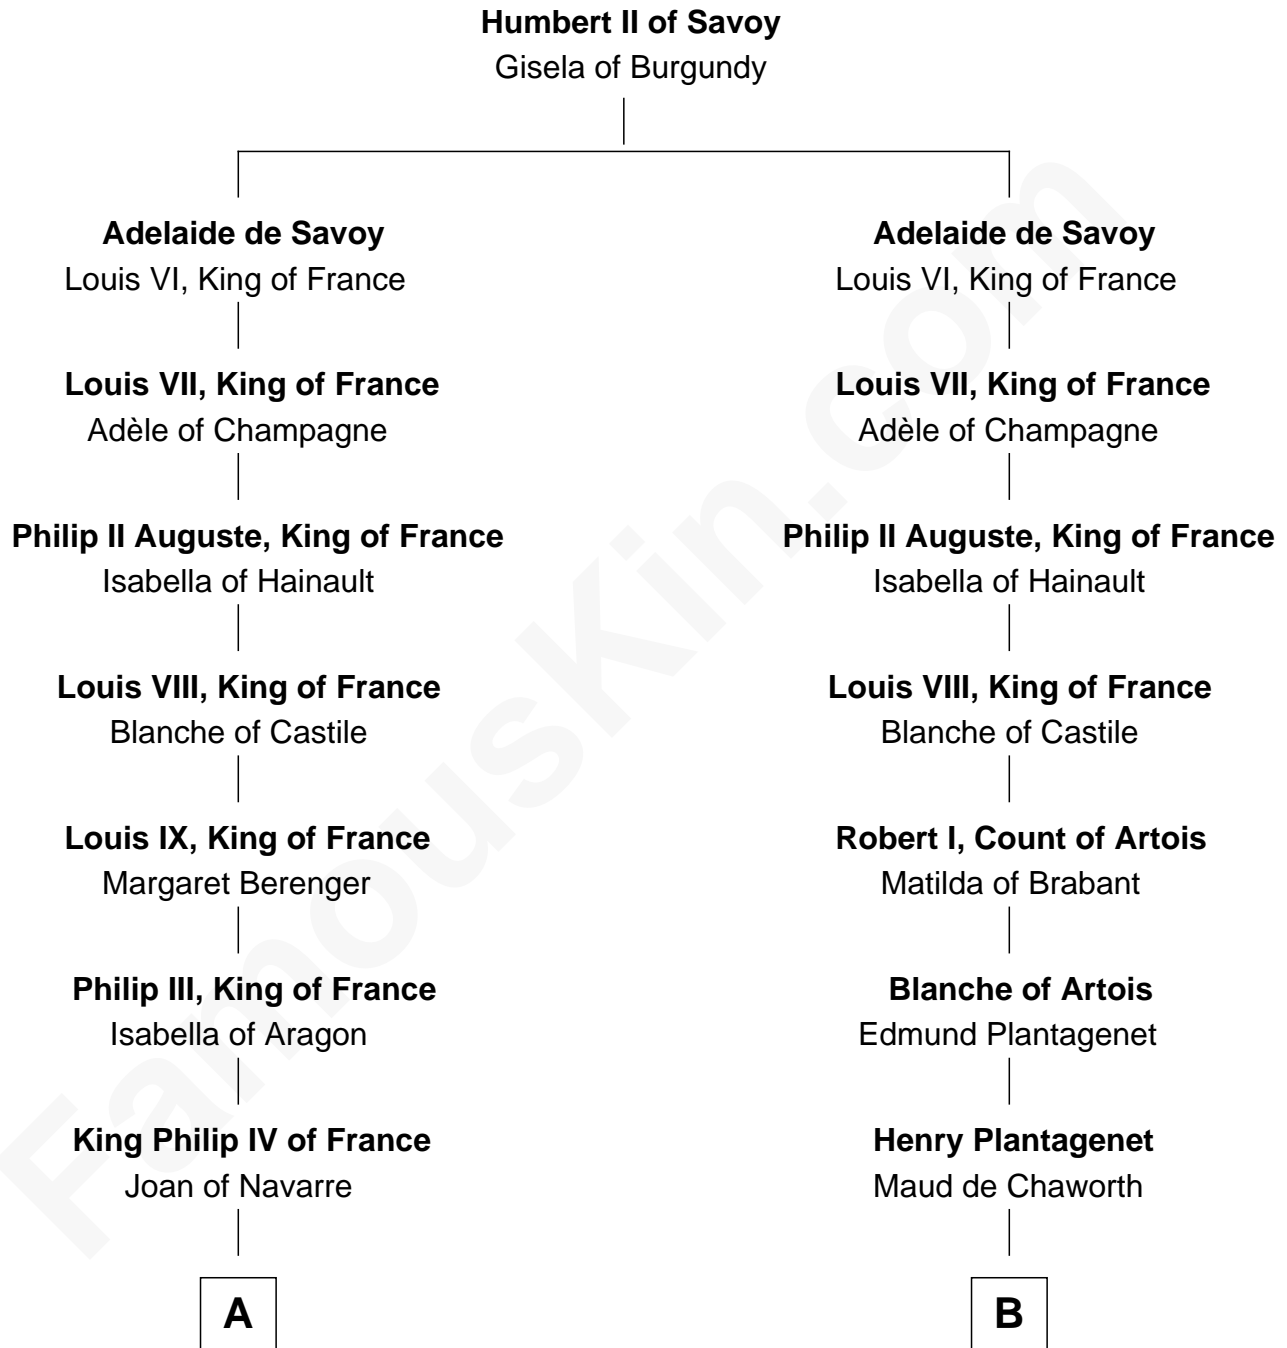 Humbert II of Savoy
Gisela of Burgundy
Adelaide de Savoy
Louis VI, King of France
Adelaide de Savoy
Louis VI, King of France
Louis VII, King of France
Adèle of Champagne
Louis VII, King of France
Adèle of Champagne
Philip II Auguste, King of France
Isabella of Hainault
Philip II Auguste, King of France
Isabella of Hainault
Louis VIII, King of France
Blanche of Castile
Louis VIII, King of France
Blanche of Castile
Louis IX, King of France
Margaret Berenger
Robert I, Count of Artois
Matilda of Brabant
Philip III, King of France
Isabella of Aragon
Blanche of Artois
Edmund Plantagenet
King Philip IV of France
Joan of Navarre
Henry Plantagenet
Maud de Chaworth
A
B
FamousKin.com